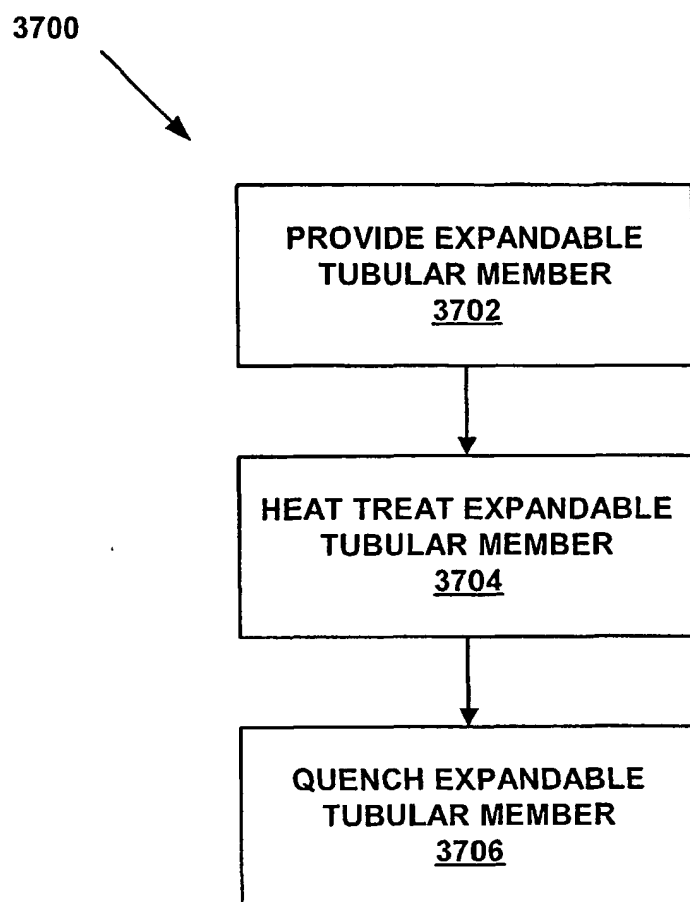 3700
PROVIDE EXPANDABLE
TUBULAR MEMBER
3702
HEAT TREAT EXPANDABLE
TUBULAR MEMBER
3704
QUENCH EXPANDABLE
TUBULAR MEMBER
3706